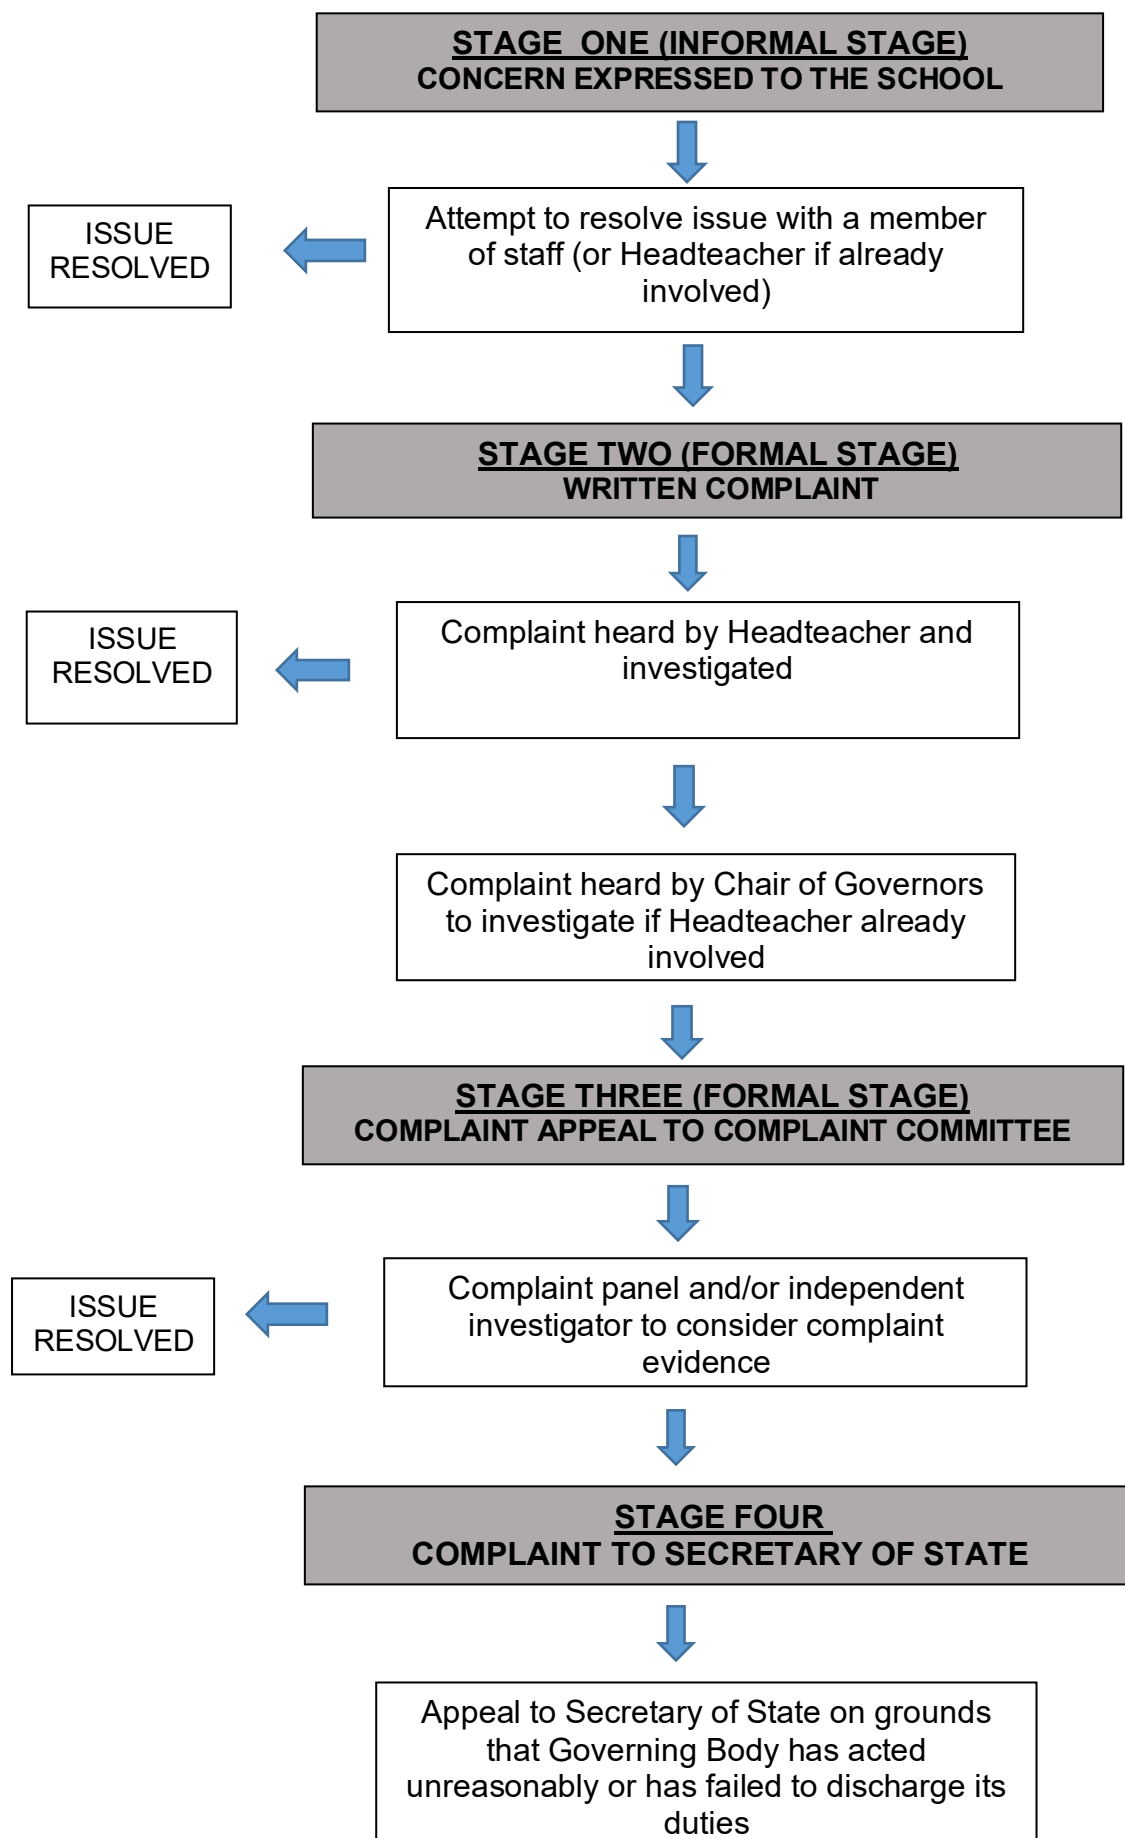 STAGE  ONE (INFORMAL STAGE)
CONCERN EXPRESSED TO THE SCHOOL
Attempt to resolve issue with a member
of staff (or Headteacher if already
involved)
ISSUE
RESOLVED
STAGE TWO (FORMAL STAGE)
WRITTEN COMPLAINT
Complaint heard by Headteacher and
investigated
ISSUE
RESOLVED
Complaint heard by Chair of Governors
to investigate if Headteacher already
involved
STAGE THREE (FORMAL STAGE)
COMPLAINT APPEAL TO COMPLAINT COMMITTEE
Complaint panel and/or independent
investigator to consider complaint
evidence
ISSUE
RESOLVED
STAGE FOUR
COMPLAINT TO SECRETARY OF STATE
Appeal to Secretary of State on grounds
that Governing Body has acted
unreasonably or has failed to discharge its
duties